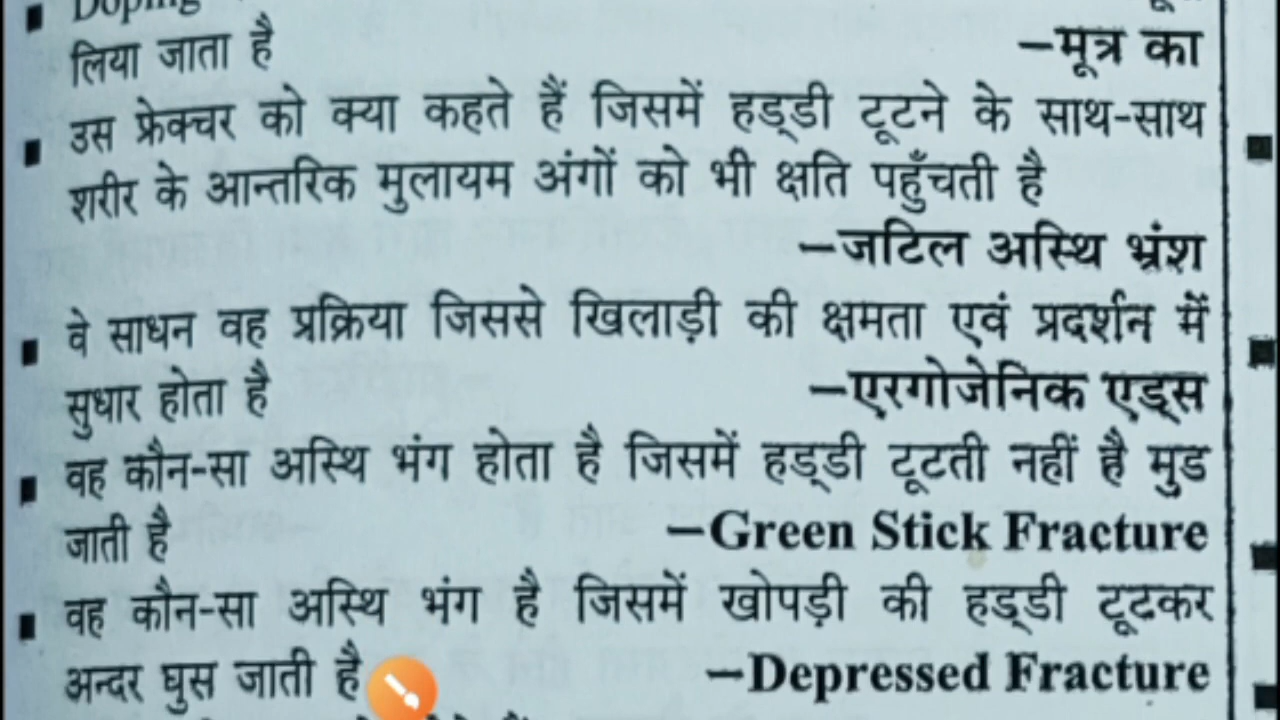 Doping
लिया जाता है –मूत्र का
उस फ्रेक्चर को क्या कहते हैं जिसमें हड्डी टूटने के साथ-साथ
शरीर के आन्तरिक मुलायम अंगों को भी क्षति पहुँचती है
–जटिल अस्थि भ्रंश
वे साधन वह प्रक्रिया जिससे खिलाड़ी की क्षमता एवं प्रदर्शन में
सुधार होता है –एरगोजेनिक एड्स
वह कौन-सा अस्थि भंग होता है जिसमें हड्डी टूटती नहीं है मुड
जाती है –Green Stick Fracture
वह कौन-सा अस्थि भंग है जिसमें खोपड़ी की हड्डी टूटकर
अन्दर घुस जाती है –Depressed Fracture